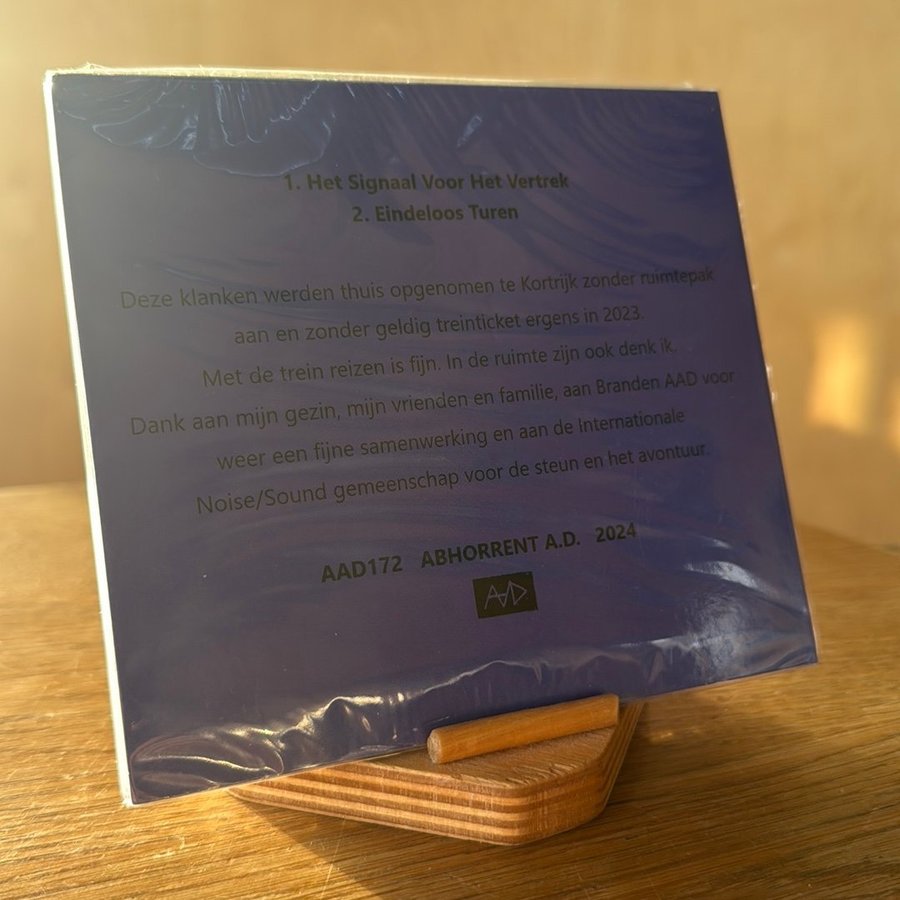 1. Het Signaal Voor Het Vertrek
2. Eindeloos Turen
Deze klanken werden thuis opgenomen te Kortrijk zonder ruimtepak
aan en zonder geldig treinticket ergens in 2023.
Met de trein reizen is fijn. In de ruimte zijn ook denk ik.
Dank aan mijn gezin, mijn vrienden en familie, aan Branden AAD voor
weer een fijne samenwerking en aan de Internationale
Noise/Sound gemeenschap voor de steun en het avontuur.
AAD172 ABHORRENT A.D. 2024
AAD